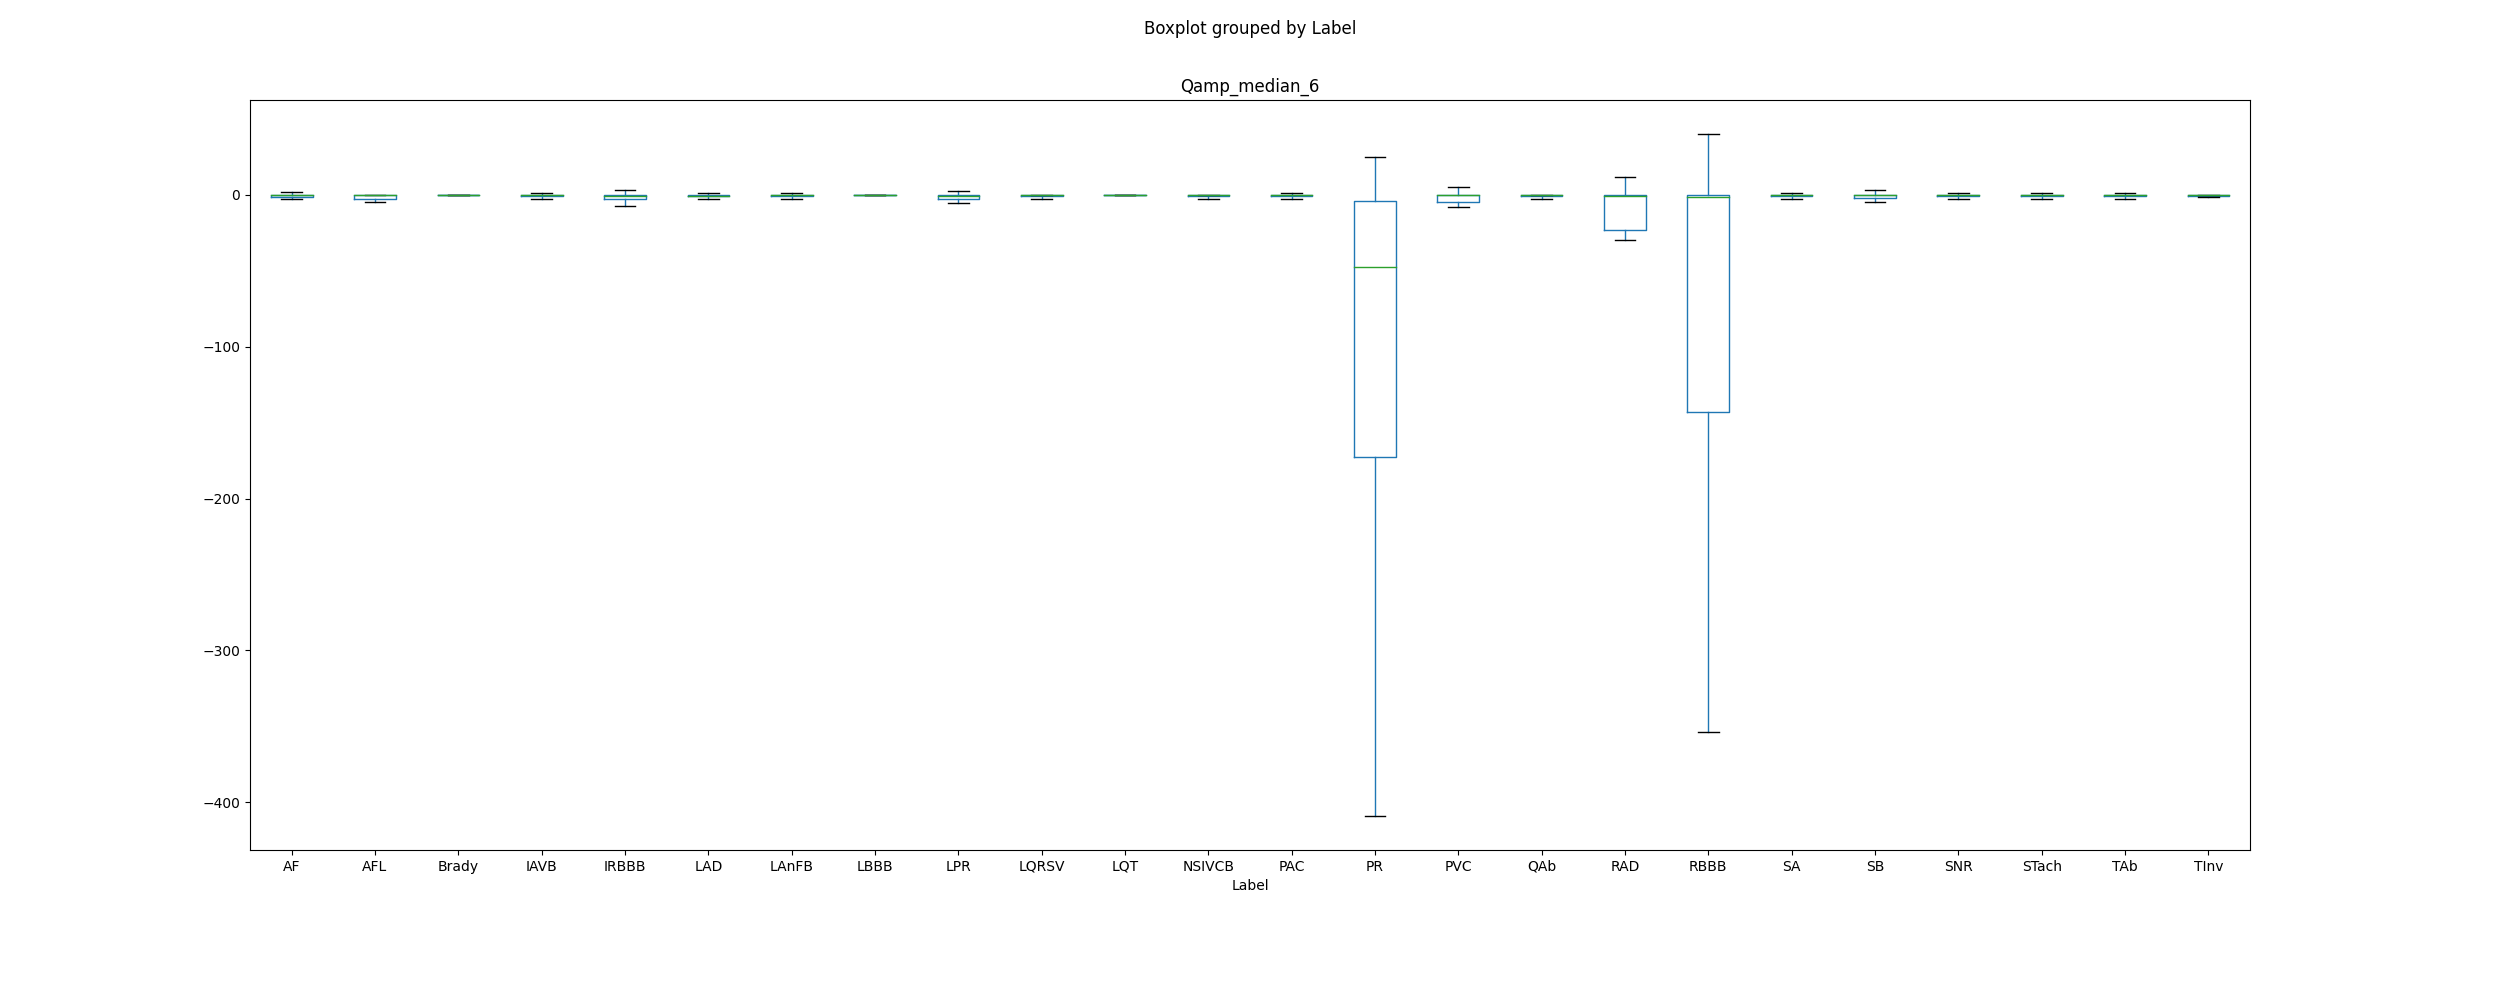 Boxplot grouped by Label
Qamp_median_6
0
−100
−200
−300
−400
AF AFL Brady IAVB IRBBB LAD LAnFB LBBB LPR LQRSV LQT NSIVCB PAC PR PVC QAb RAD RBBB SA SB SNR STach TAb TInv
Label